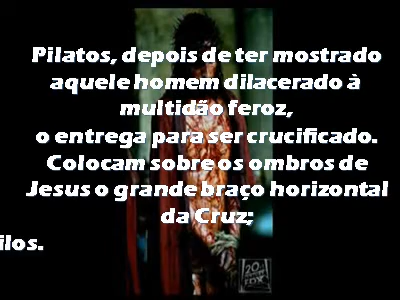 Pilatos, depois de ter mostrado
aquele homem dilacerado à
multidão feroz,
o entrega para ser crucificado.
Colocam sobre os ombros de
Jesus o grande braço horizontal
da Cruz;
ilos.
20
FOX